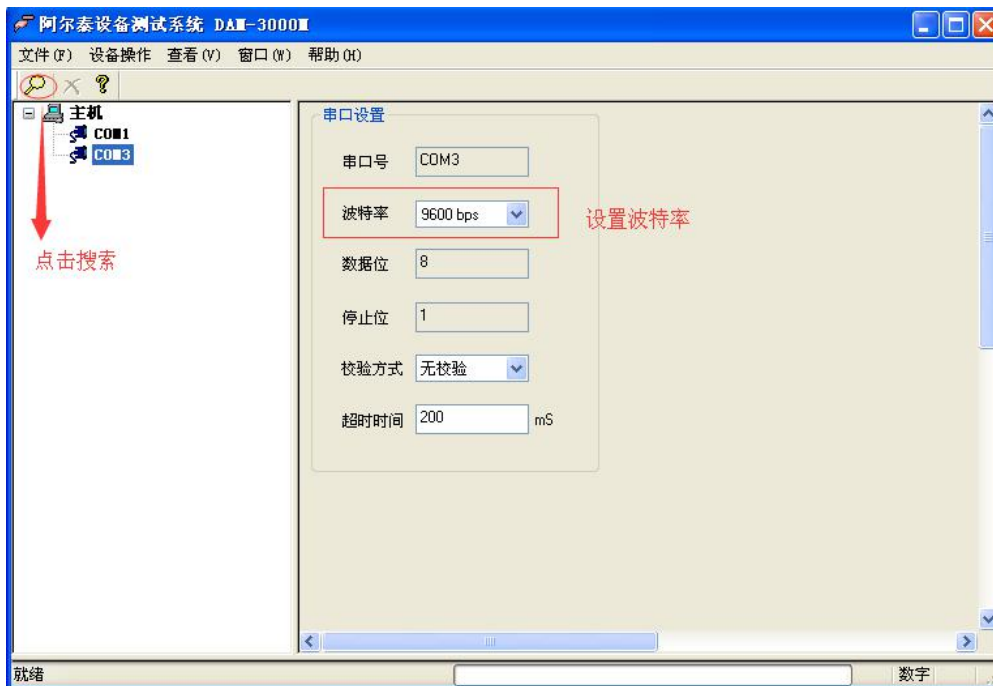 阿尔泰设备测试系统 DAM-3000M
文件(F) 设备操作 查看(V) 窗口(W) 帮助(H)
主机
COM1
COM3
点击搜索
串口设置
串口号 COM3
波特率 9600 bps 设置波特率
数据位 8
停止位 1
校验方式 无校验
超时时间 200 mS
就绪 数字